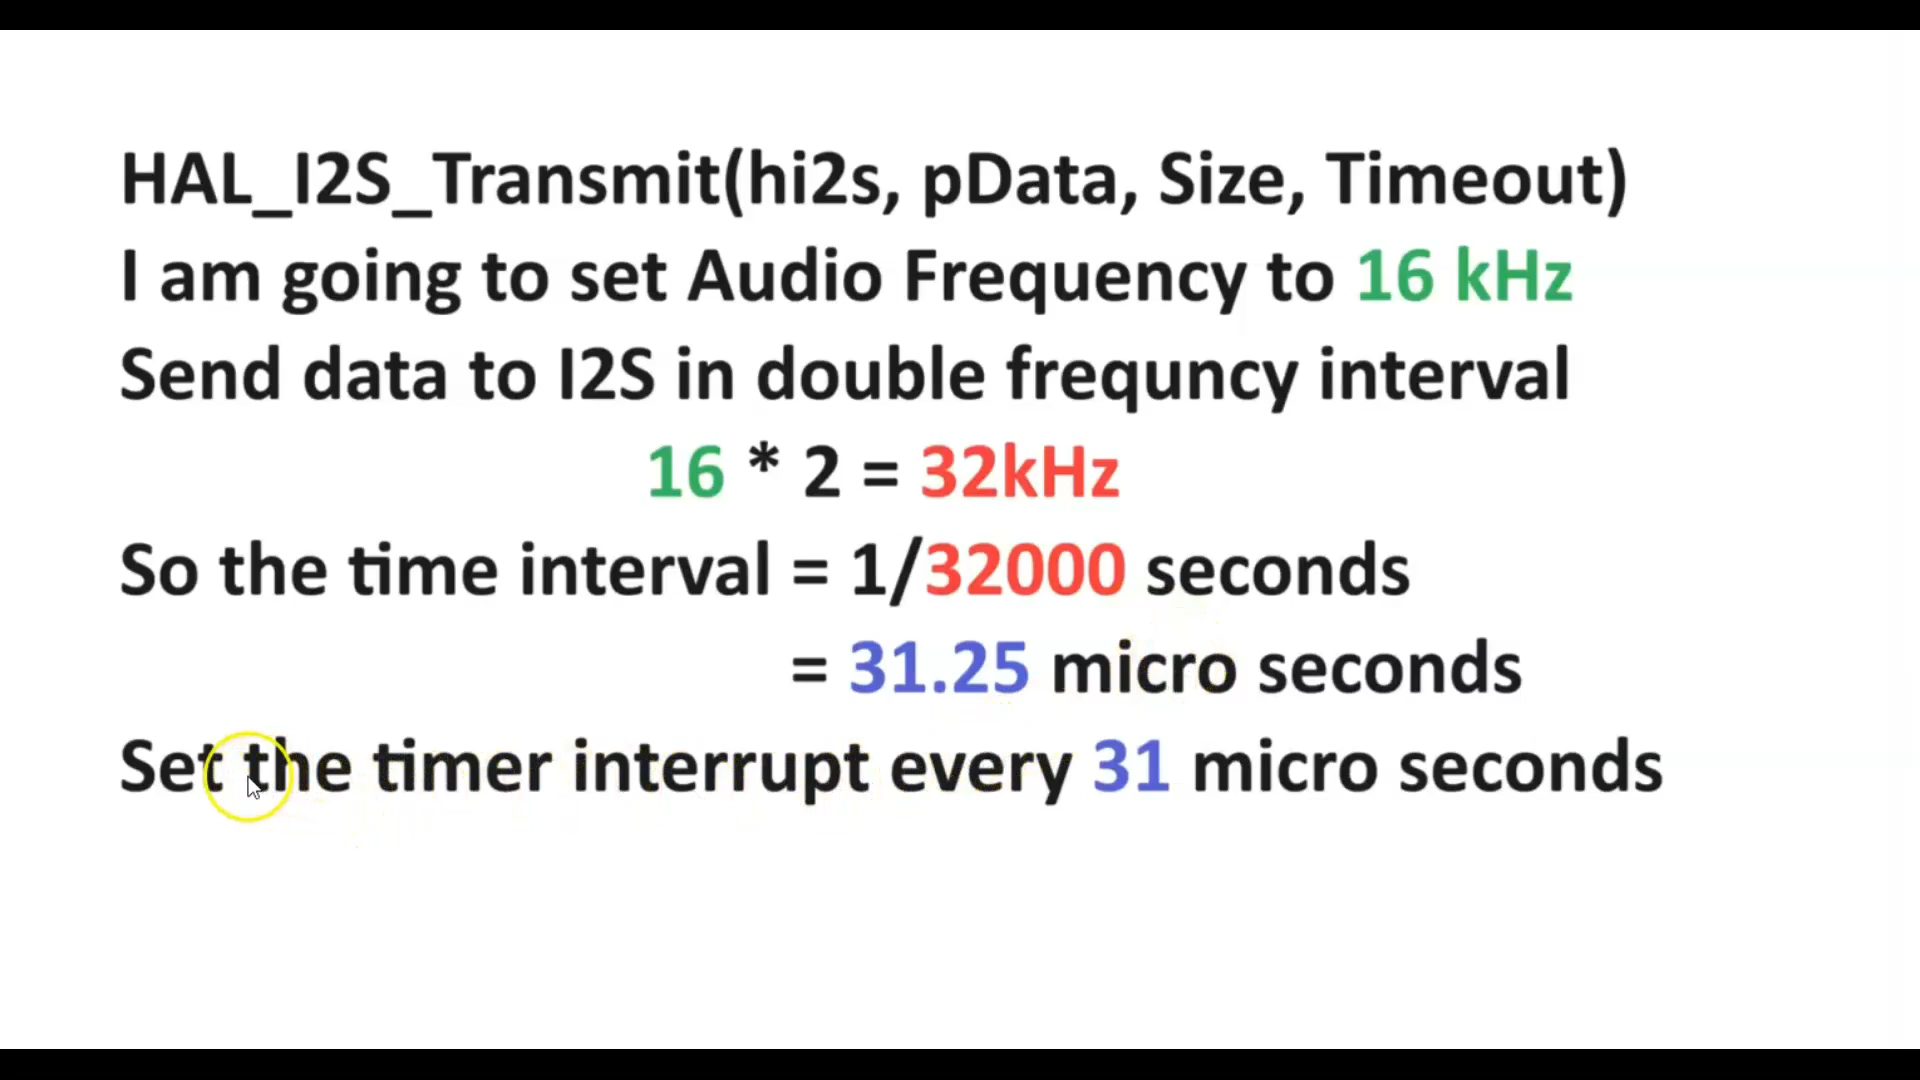 HAL_I2S_Transmit(hi2s, pData, Size, Timeout)
I am going to set Audio Frequency to 16 kHz
Send data to I2S in double frequncy interval
16 * 2 = 32kHz
So the time interval = 1/32000 seconds
= 31.25 micro seconds
Set the timer interrupt every 31 micro seconds